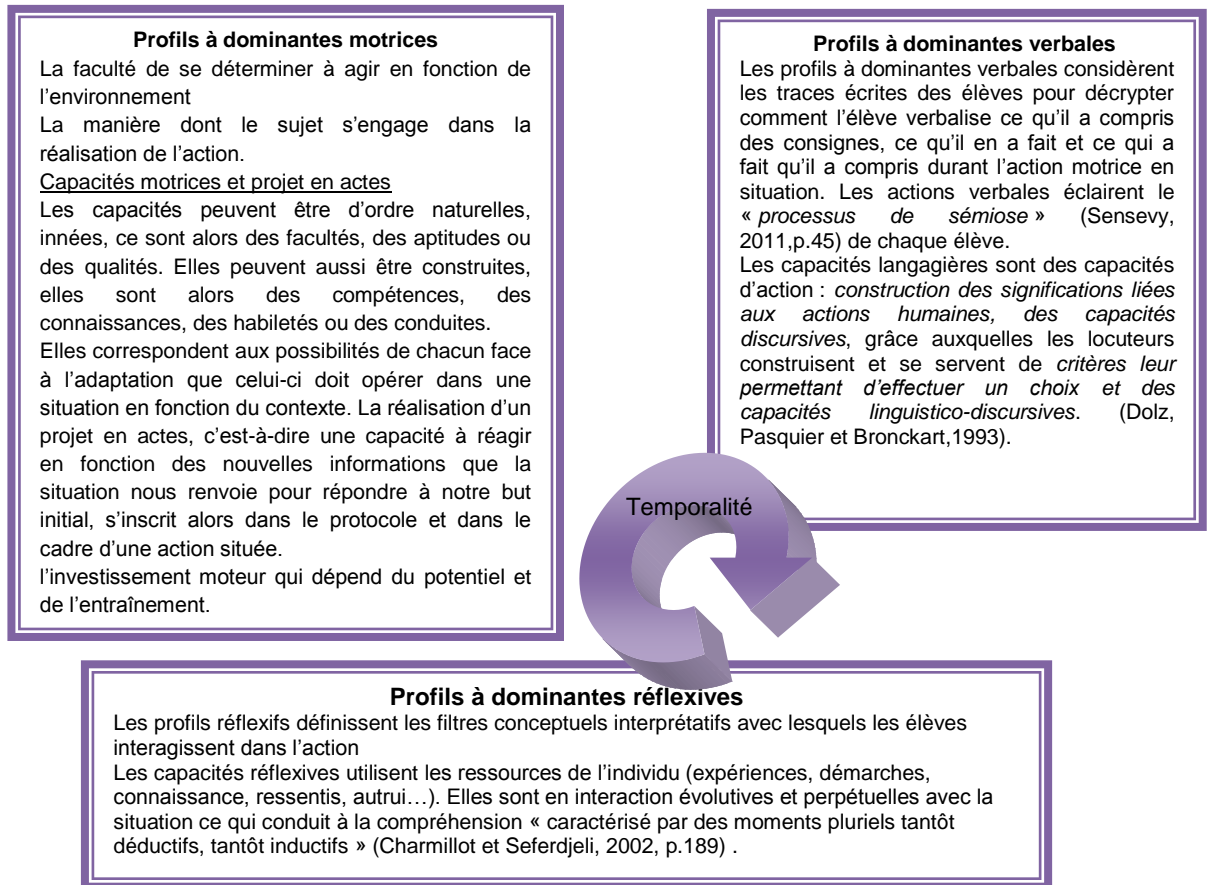 Profils à dominantes motrices
La faculté de se déterminer à agir en fonction de
l'environnement
La manière dont le sujet s'engage dans la
réalisation de l'action.
Capacités motrices et projet en actes
Les capacités peuvent être d'ordre naturelles,
innées, ce sont alors des facultés, des aptitudes ou
des qualités. Elles peuvent aussi être construites,
elles sont alors des compétences, des
connaissances, des habiletés ou des conduites.
Elles correspondent aux possibilités de chacun face
à l'adaptation que celui-ci doit opérer dans une
situation en fonction du contexte. La réalisation d'un
projet en actes, c'est-à-dire une capacité à réagir
en fonction des nouvelles informations que la
situation nous renvoie pour répondre à notre but
initial, s'inscrit alors dans le protocole et dans le
cadre d'une action située.
l'investissement moteur qui dépend du potentiel et
de l'entraînement.
Profils à dominantes verbales
Les profils à dominantes verbales considèrent
les traces écrites des élèves pour décrypter
comment l'élève verbalise ce qu'il a compris
des consignes, ce qu'il en a fait et ce qui a
fait qu'il a compris durant l'action motrice en
situation. Les actions verbales éclairent le
« processus de sémiose » (Sensevy,
2011,p.45) de chaque élève.
Les capacités langagières sont des capacités
d'action : construction des significations liées
aux actions humaines, des capacités
discursives, grâce auxquelles les locuteurs
construisent et se servent de critères leur
permettant d'effectuer un choix et des
capacités linguistico-discursives. (Dolz,
Pasquier et Bronckart,1993).
Temporalité
Profils à dominantes réflexives
Les profils réflexifs définissent les filtres conceptuels interprétatifs avec lesquels les élèves
interagissent dans l'action
Les capacités réflexives utilisent les ressources de l'individu (expériences, démarches,
connaissance, ressentis, autrui…). Elles sont en interaction évolutives et perpétuelles avec la
situation ce qui conduit à la compréhension « caractérisé par des moments pluriels tantôt
déductifs, tantôt inductifs » (Charmillot et Seferdjeli, 2002, p.189) .